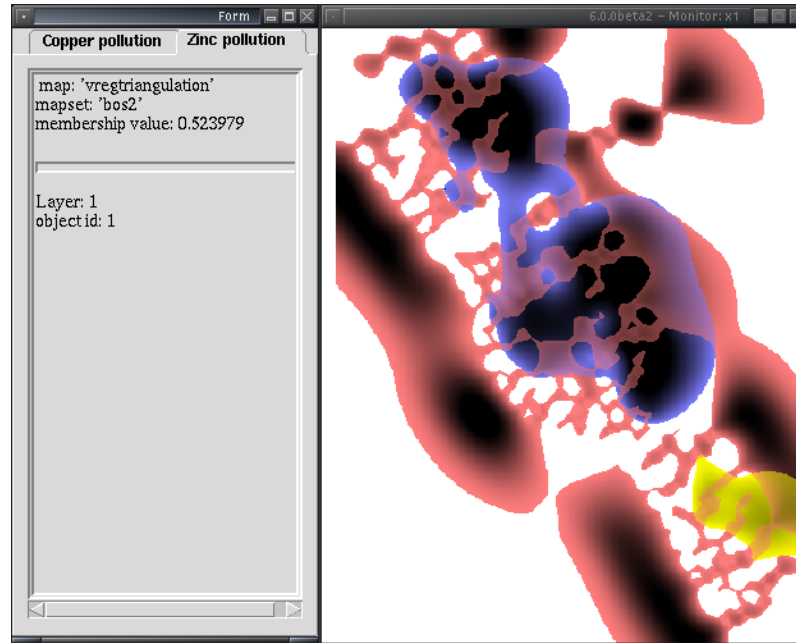 Form
6.0.0beta2 – Monitor: x1
Copper pollution
Zinc pollution
map: 'vregtriangulation'
mapset: 'bos2'
membership value: 0.523979
Layer: 1
object id: 1